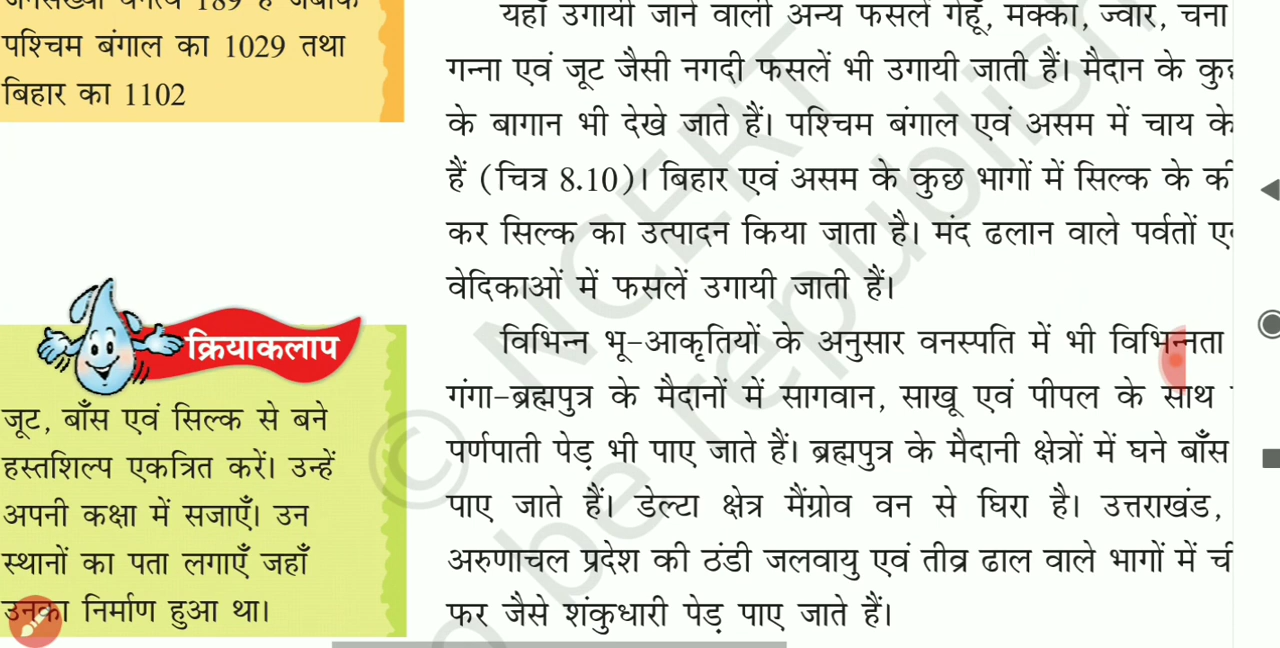 पश्चिम बंगाल का 1029 तथा
बिहार का 1102
क्रियाकलाप
जूट, बाँस एवं सिल्क से बने
हस्तशिल्प एकत्रित करें। उन्हें
अपनी कक्षा में सजाएँ। उन
स्थानों का पता लगाएँ जहाँ
उनका निर्माण हुआ था।
यहाँ उगायी जाने वाली अन्य फसलें गेहूँ, मक्का, ज्वार, चना
गन्ना एवं जूट जैसी नगदी फसलें भी उगायी जाती हैं। मैदान के
के बागान भी देखे जाते हैं। पश्चिम बंगाल एवं असम में चाय के
हैं (चित्र 8.10)। बिहार एवं असम के कुछ भागों में सिल्क के
कर सिल्क का उत्पादन किया जाता है। मंद ढलान वाले पर्वतों
वेदिकाओं में फसलें उगायी जाती हैं।
विभिन्न भू-आकृतियों के अनुसार वनस्पति में भी विभिन्नता
गंगा-ब्रह्मपुत्र के मैदानों में सागवान, साखू एवं पीपल के साथ
पर्णपाती पेड़ भी पाए जाते हैं। ब्रह्मपुत्र के मैदानी क्षेत्रों में घने बाँस
पाए जाते हैं। डेल्टा क्षेत्र मैंग्रोव वन से घिरा है। उत्तराखंड,
अरुणाचल प्रदेश की ठंडी जलवायु एवं तीव्र ढाल वाले भागों में
फर जैसे शंकुधारी पेड़ पाए जाते हैं।
© NCERT
be republish